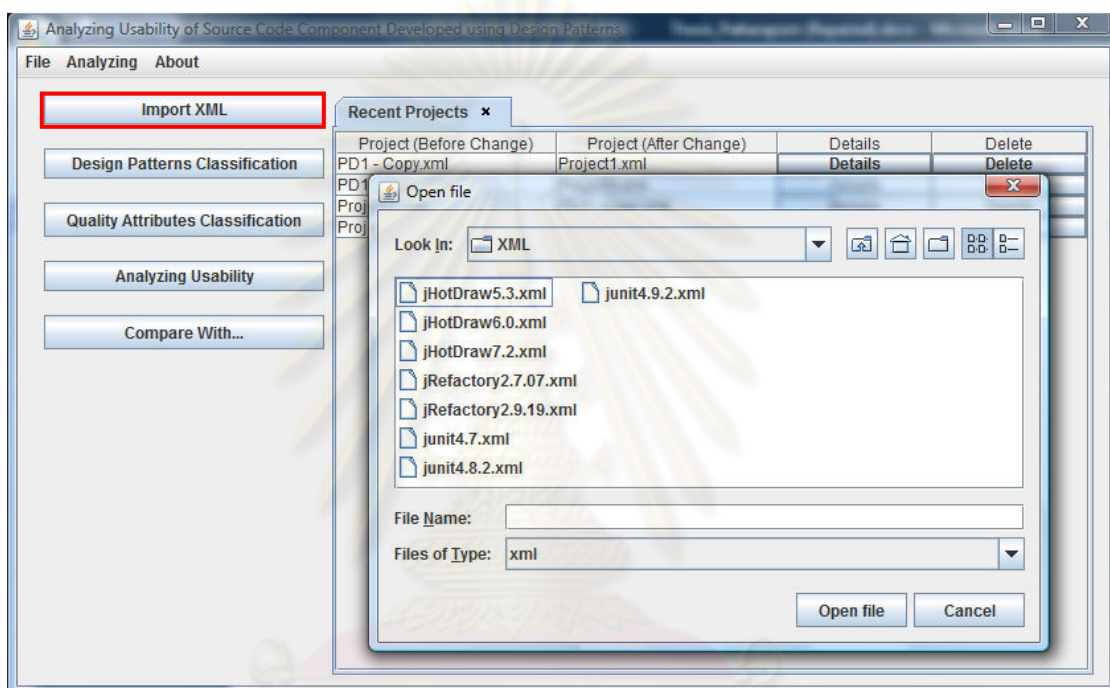 Analyzing Usability of Source Code Component Developed using Design Patterns
File Analyzing About
Import XML
Design Patterns Classification
Quality Attributes Classification
Analyzing Usability
Compare With...
Recent Projects
Project (Before Change) Project (After Change) Details Delete
PD1 - Copy.xml Project1.xml Details Delete
PD1
Proj
Proj
Open file
Look In: XML
jHotDraw5.3.xml junit4.9.2.xml
jHotDraw6.0.xml
jHotDraw7.2.xml
jRefactory2.7.07.xml
jRefactory2.9.19.xml
junit4.7.xml
junit4.8.2.xml
File Name:
Files of Type: xml
Open file Cancel